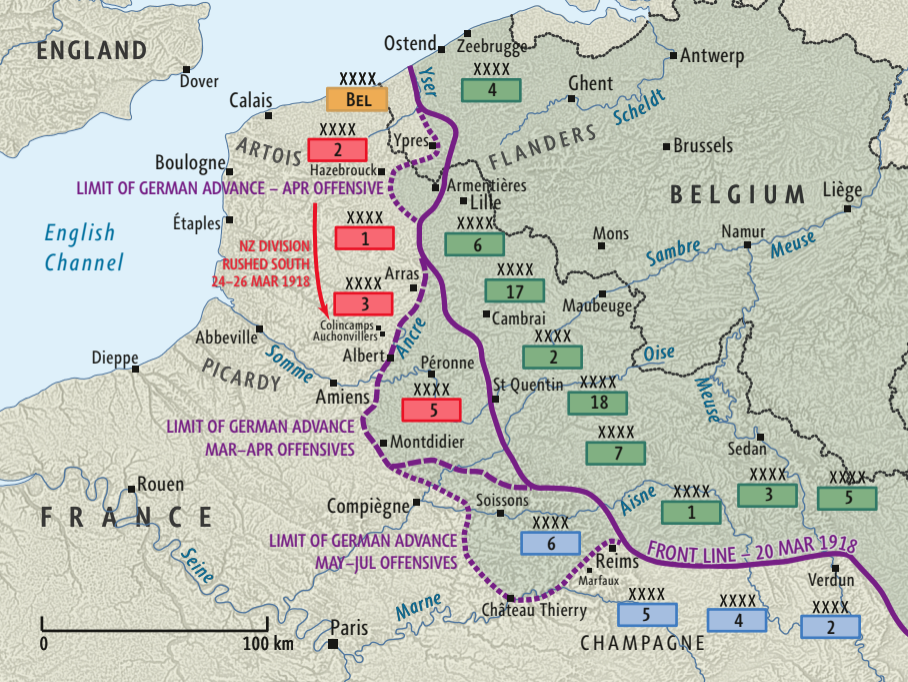 ENGLAND
Dover
Ostend
Zeebrugge
Antwerp
XXXX
4
Ghent
Scheldt
Yser
XXXX
BEL
Calais
XXXX
2
ARTOIS
Ypres
FLANDERS
Brussels
Boulogne
Hazebrouck
LIMIT OF GERMAN ADVANCE – APR OFFENSIVE
Armentières
Lille
BELGIUM
Liège
Étaples
English
Channel
XXXX
1
XXXX
6
Mons
Sambre
Namur
Meuse
NZ DIVISION
RUSHED SOUTH
24–26 MAR 1918
Arras
XXXX
17
XXXX
3
Maubeuge
Cambrai
Colincamps
Auchonvillers
Ancre
Abbeville
Albert
XXXX
2
Oise
Dieppe
PICARDY
Somme
Péronne
Amiens
XXXX
5
St Quentin
XXXX
18
Meuse
LIMIT OF GERMAN ADVANCE
MAR–APR OFFENSIVES
Montdidier
XXXX
7
Sedan
Rouen
FRANCE
Compiègne
Soissons
Aisne
XXXX
1
XXXX
3
XXXX
5
LIMIT OF GERMAN ADVANCE
MAY–JUL OFFENSIVES
XXXX
6
Reims
Marfaux
FRONT LINE – 20 MAR 1918
Verdun
Seine
Marne
Château Thierry
XXXX
5
XXXX
4
XXXX
2
CHAMPAGNE
0
100 km
Paris